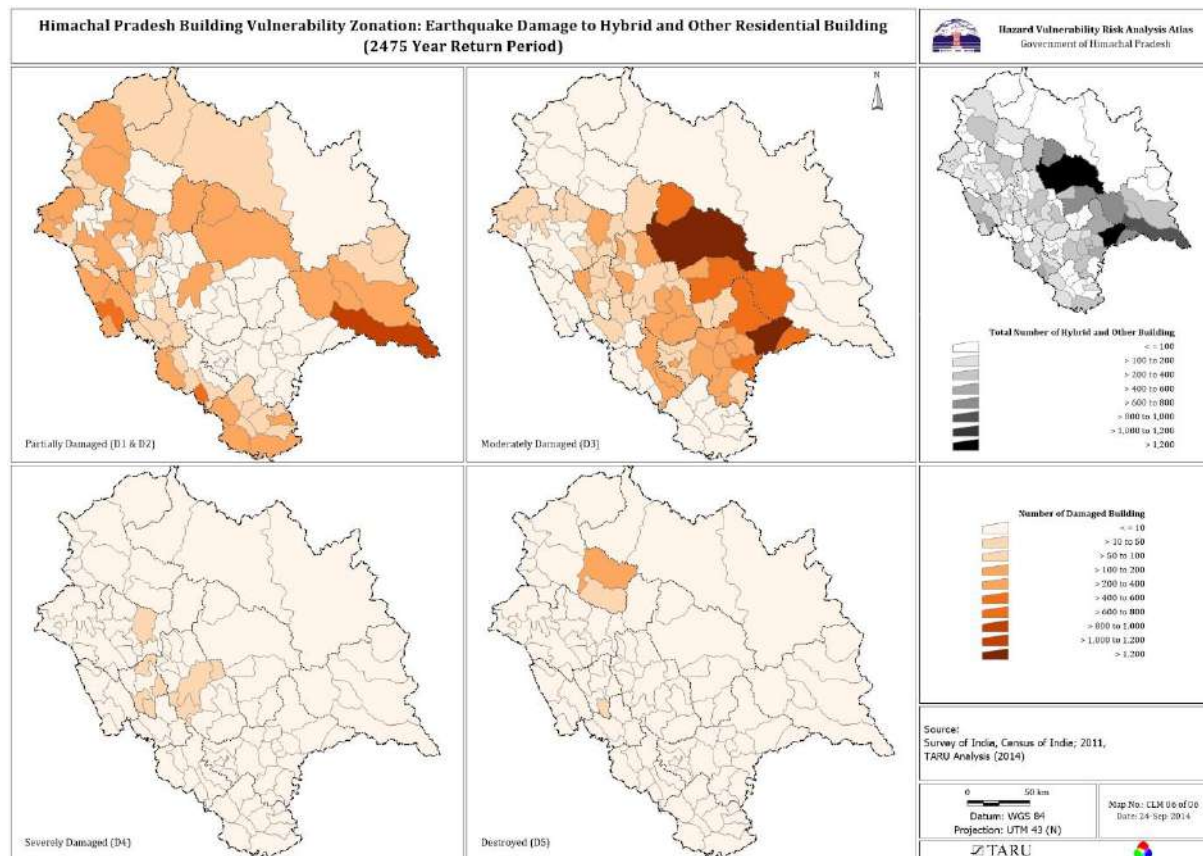 Himachal Pradesh Building Vulnerability Zonation: Earthquake Damage to Hybrid and Other Residential Building
(2475 Year Return Period)
Hazard Vulnerability Risk Analysis Atlas
Government of Himachal Pradesh
N
Partially Damaged (D1 & D2)
Moderately Damaged (D3)
Total Number of Hybrid and Other Building
< = 100
> 100 to 200
> 200 to 400
> 400 to 600
> 600 to 800
> 800 to 1,000
> 1,000 to 1,200
> 1,200
Severely Damaged (D4)
Destroyed (D5)
Number of Damaged Building
< = 10
> 10 to 50
> 50 to 100
> 100 to 200
> 200 to 400
> 400 to 600
> 600 to 800
> 800 to 1,000
> 1,000 to 1,200
> 1,200
Source:
Survey of India, Census of India; 2011,
TARU Analysis (2014)
0 50 km
Datum: WGS 84
Projection: UTM 43 (N)
Map No.: CLM 06 of 06
Date: 24-Sep-2014
TARU